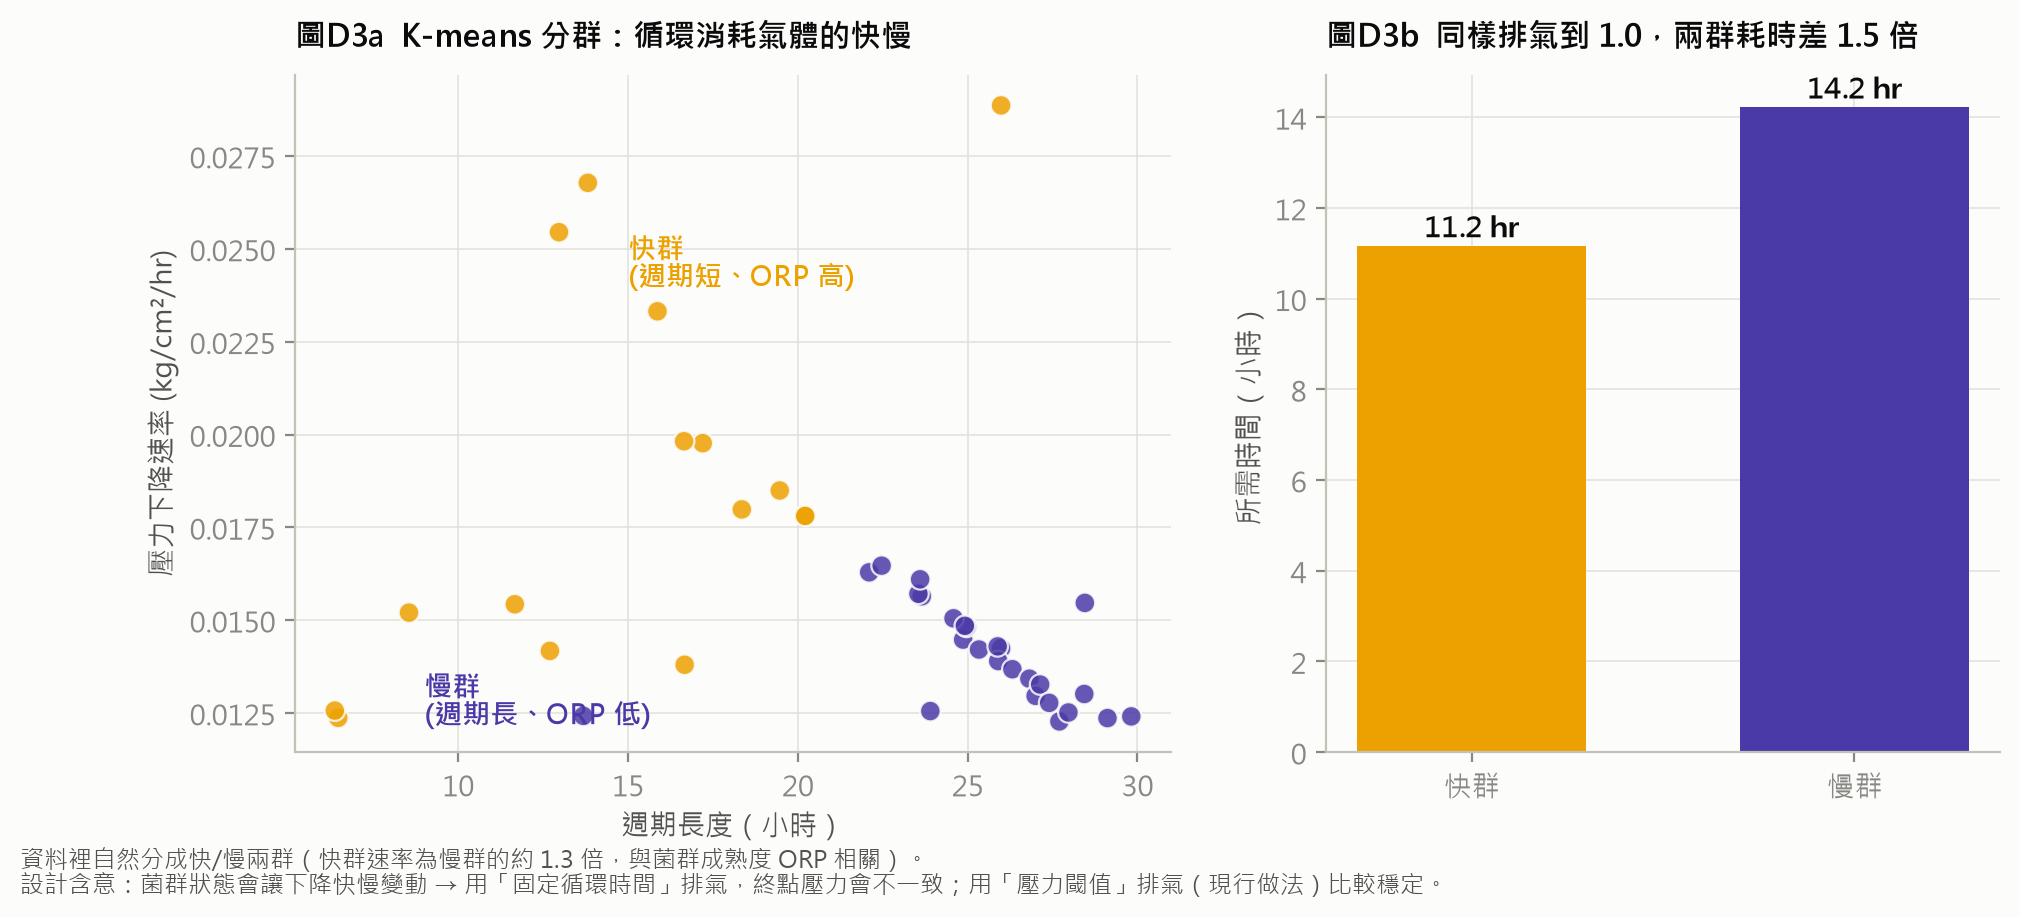 圖D3a  K-means 分群：循環消耗氣體的快慢
壓力下降速率 (kg/cm²/hr)
0.0275
0.0250
0.0225
0.0200
0.0175
0.0150
0.0125
快群
(週期短、ORP 高)
慢群
(週期長、ORP 低)
10 15 20 25 30
週期長度（小時）
圖D3b  同樣排氣到 1.0，兩群耗時差 1.5 倍
所需時間（小時）
14
12
10
8
6
4
2
0
11.2 hr
14.2 hr
快群 慢群
資料裡自然分成快/慢兩群（快群速率為慢群的約 1.3 倍，與菌群成熟度 ORP 相關）。
設計含意：菌群狀態會讓下降快慢變動 → 用「固定循環時間」排氣，終點壓力會不一致；用「壓力閾值」排氣（現行做法）比較穩定。